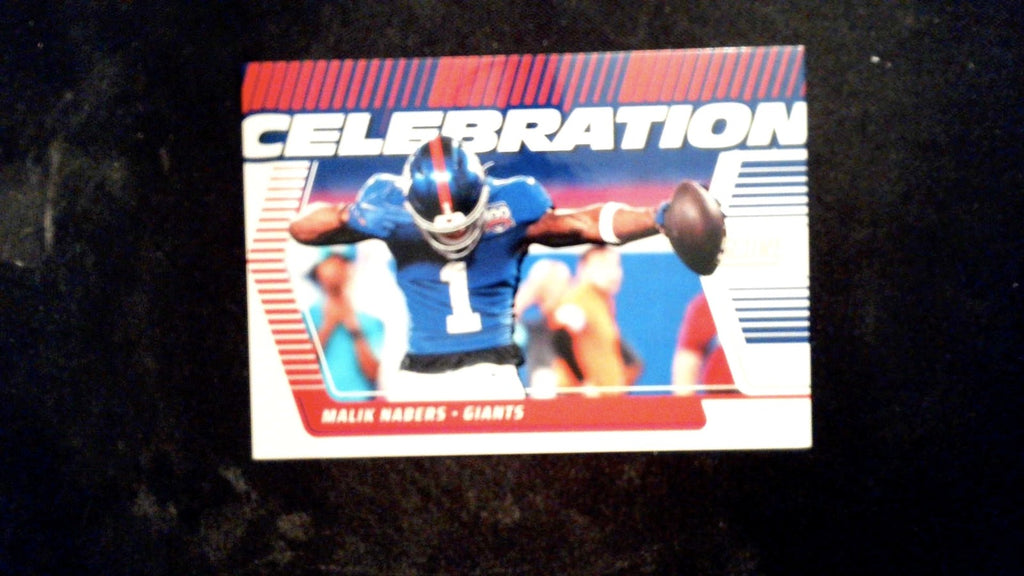 CELEBRATION
1
MALIK NABERS • GIANTS